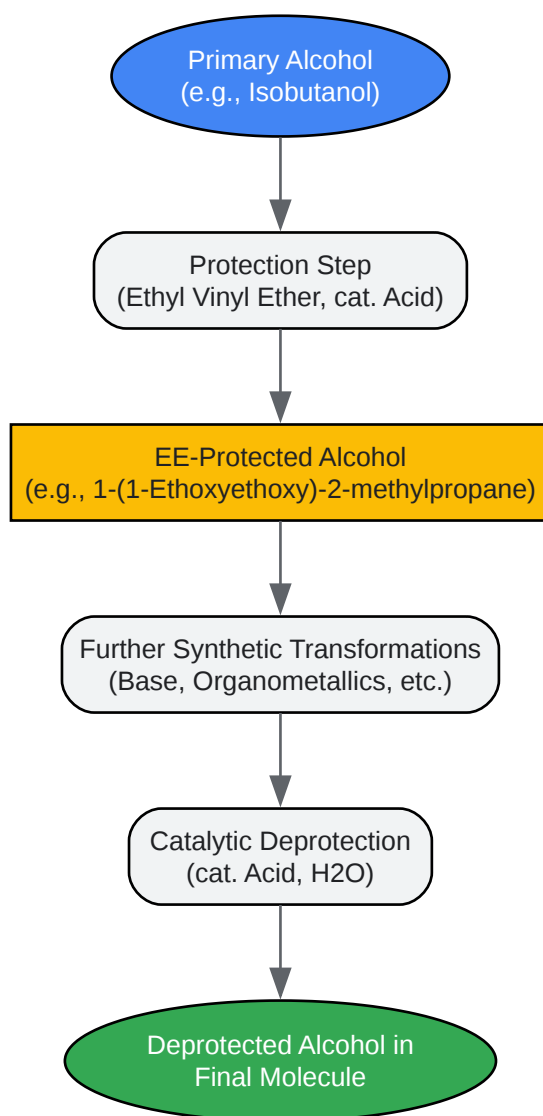 Primary Alcohol
(e.g., Isobutanol)
Protection Step
(Ethyl Vinyl Ether, cat. Acid)
EE-Protected Alcohol
(e.g., 1-(1-Ethoxyethoxy)-2-methylpropane)
Further Synthetic Transformations
(Base, Organometallics, etc.)
Catalytic Deprotection
(cat. Acid, H2O)
Deprotected Alcohol in
Final Molecule